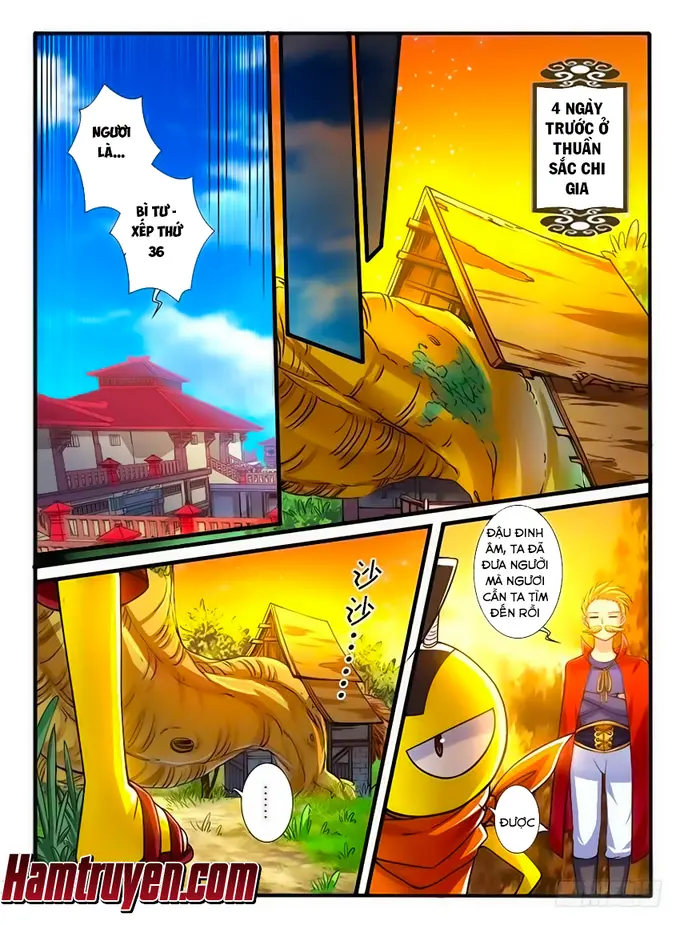 NGƯƠI
LÀ...
BÌ TƯ -
XẾP THỨ
36
4 NGÀY
TRƯỚC Ở
THUẦN
SẮC CHI
GIA
沙沙……
ĐẬU ĐINH
ÂM, TA ĐÃ
ĐƯA NGƯỜI
MÀ NGƯƠI
CẦN TA TÌM
ĐẾN RỒI
......
ĐƯỢC
Hamtruyen.com